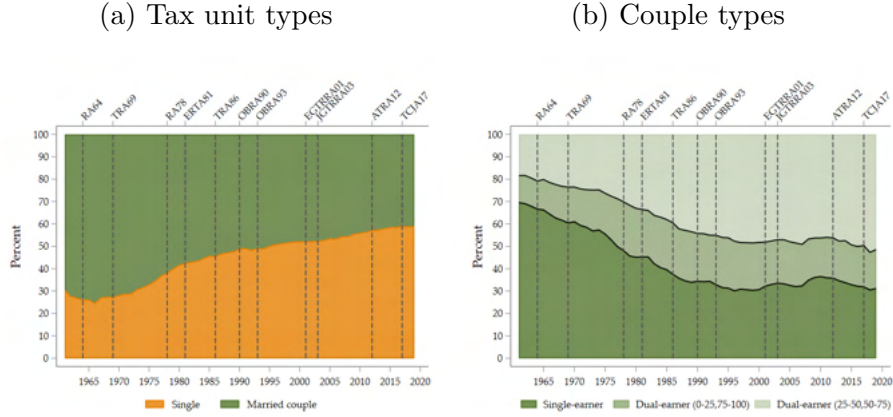 (a) Tax unit types
(b) Couple types
RA64
TRA69
RA78
ERTA81
TRA86
OBRA90
OBRA93
EGTRRA01
JGTRRA03
ATRA12
TCJA17
RA64
TRA69
RA78
ERTA81
TRA86
OBRA90
OBRA93
EGTRRA01
JGTRRA03
ATRA12
TCJA17
Percent
100
90
80
70
60
50
40
30
20
10
0
Percent
100
90
80
70
60
50
40
30
20
10
0
1965 1970 1975 1980 1985 1990 1995 2000 2005 2010 2015 2020
1965 1970 1975 1980 1985 1990 1995 2000 2005 2010 2015 2020
Single Married couple
Single-earner Dual-earner (0-25,75-100) Dual-earner (25-50,50-75)